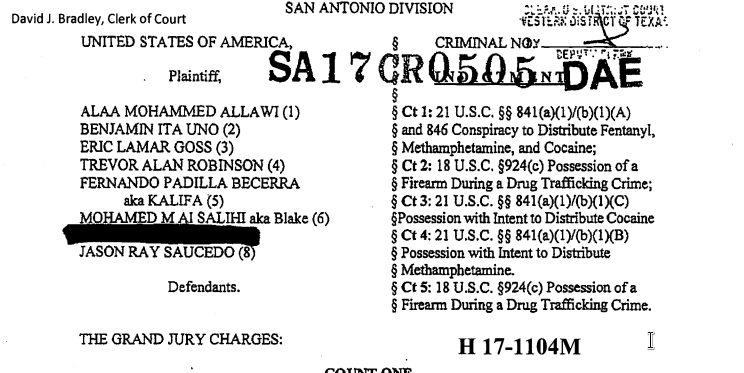 SAN ANTONIO DIVISION
David J. Bradley, Clerk of Court
CLERK, U.S. DISTRICT COURT
WESTERN DISTRICT OF TEXAS
UNITED STATES OF AMERICA, § CRIMINAL NO.
DEPUTY CLERK
Plaintiff, § SA17CR0505 DAE
§ INDICTMENT
§
ALAA MOHAMMED ALLAWI (1) § Ct 1: 21 U.S.C. §§ 841(a)(1)/(b)(1)(A)
BENJAMIN ITA UNO (2) § and 846 Conspiracy to Distribute Fentanyl,
ERIC LAMAR GOSS (3) § Methamphetamine, and Cocaine;
TREVOR ALAN ROBINSON (4) § Ct 2: 18 U.S.C. §924(c) Possession of a
FERNANDO PADILLA BECERRA § Firearm During a Drug Trafficking Crime;
aka KALIFA (5) § Ct 3: 21 U.S.C. §§ 841(a)(1)/(b)(1)(C)
MOHAMED M AI SALIHI aka Blake (6) §Possession with Intent to Distribute Cocaine
§ Ct 4: 21 U.S.C. §§ 841(a)(1)/(b)(1)(B)
JASON RAY SAUCEDO (8) § Possession with Intent to Distribute
§ Methamphetamine.
Defendants. § Ct 5: 18 U.S.C. §924(c) Possession of a
§ Firearm During a Drug Trafficking Crime.
THE GRAND JURY CHARGES: H 17-1104M
COUNT ONE